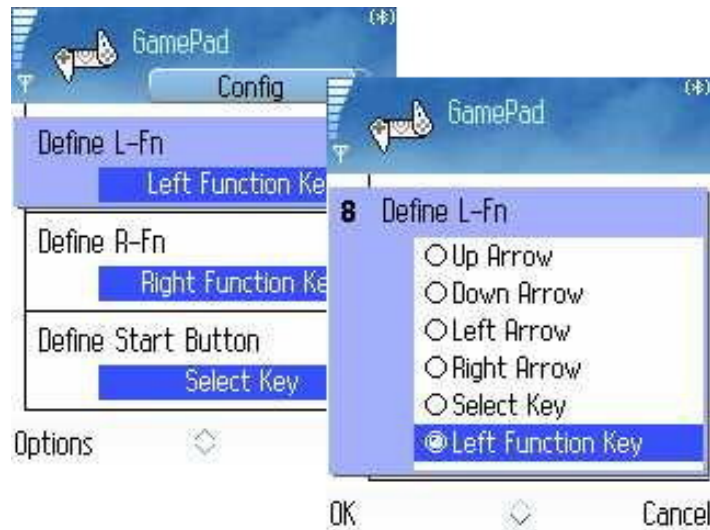 GamePad
Config
Define L-Fn
Left Function Ke
Define R-Fn
Right Function Ke
Define Start Button
Select Key
Options
GamePad
8 Define L-Fn
Up Arrow
Down Arrow
Left Arrow
Right Arrow
Select Key
Left Function Key
OK
Cancel